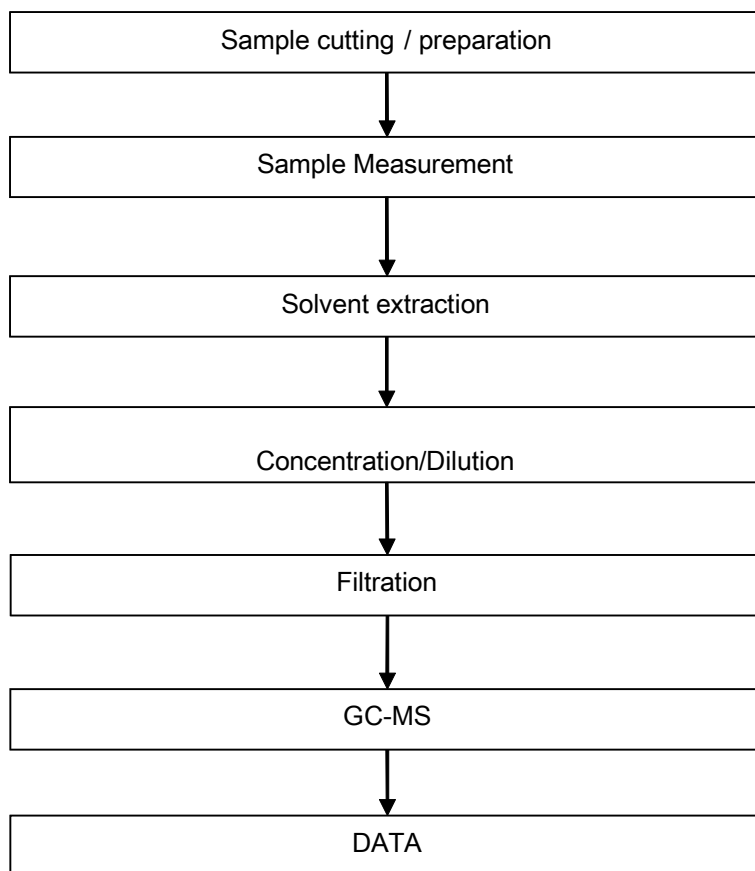 Sample cutting / preparation
Sample Measurement
Solvent extraction
Concentration/Dilution
Filtration
GC-MS
DATA